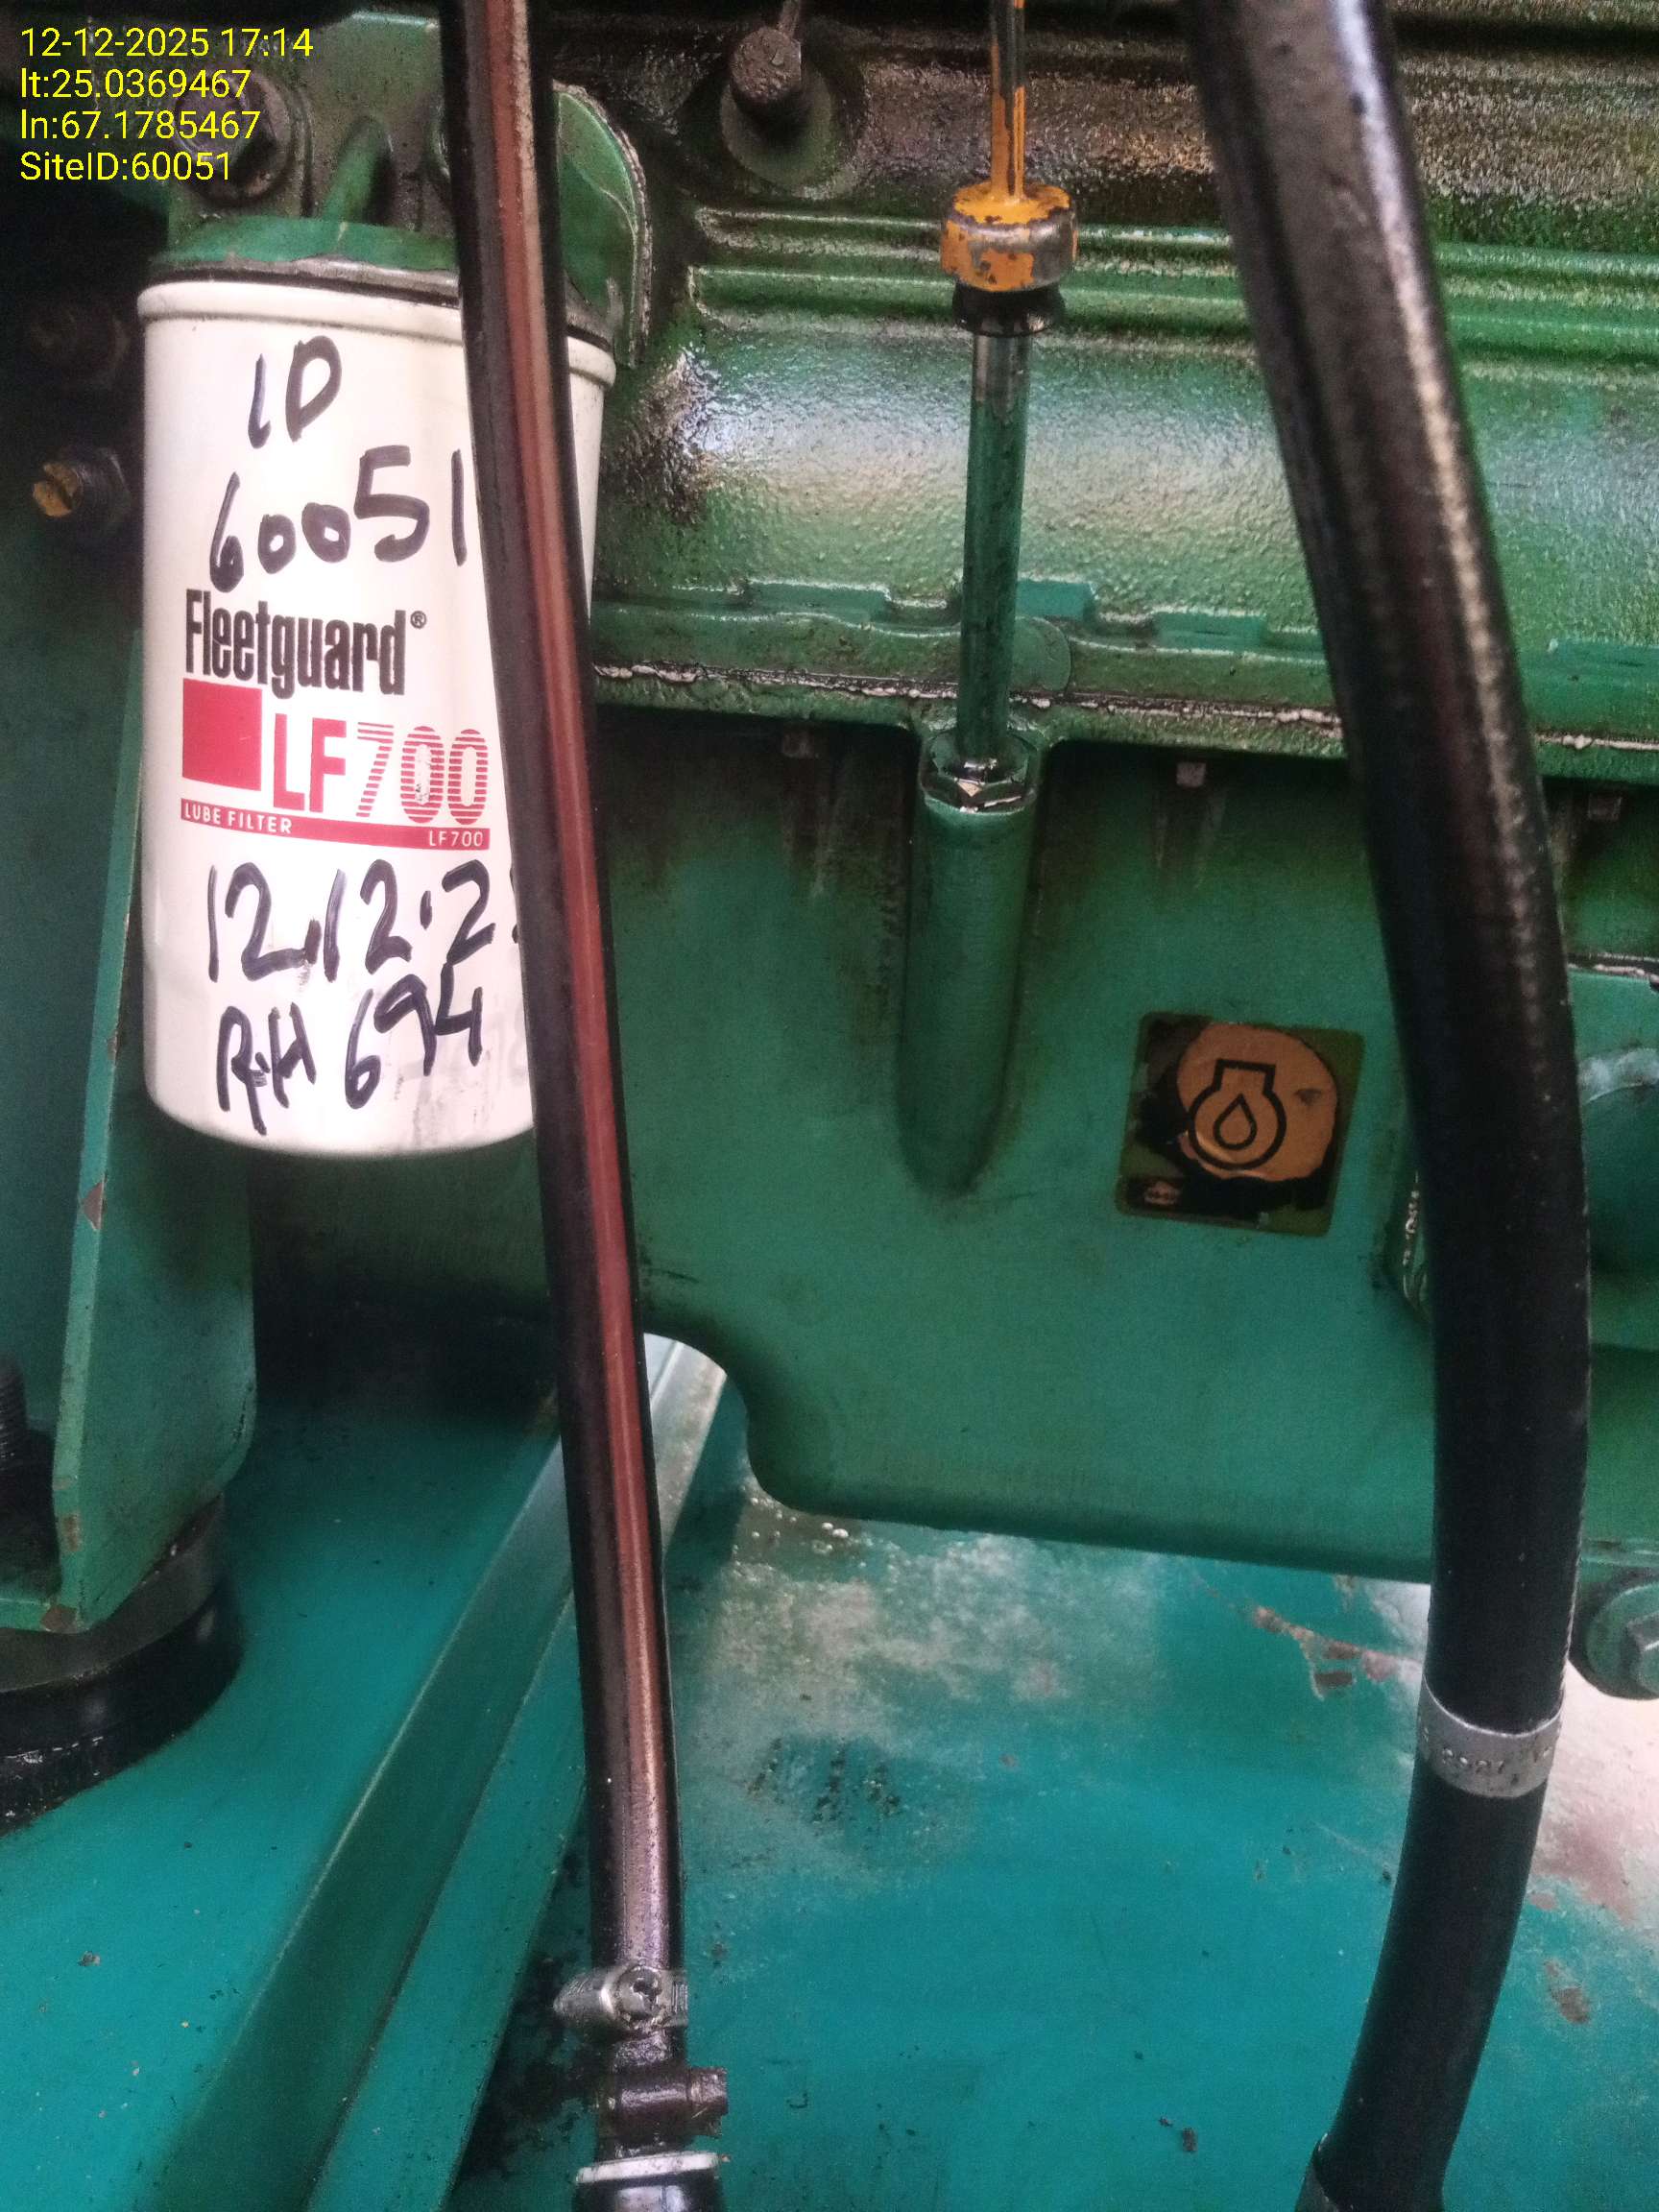 12-12-2025 17:14
lt:25.0369467
ln:67.1785467
SiteID:60051
ID
60051
Fleetguard®
LF700
LUBE FILTER
LF700
12.12.2
R.H 694